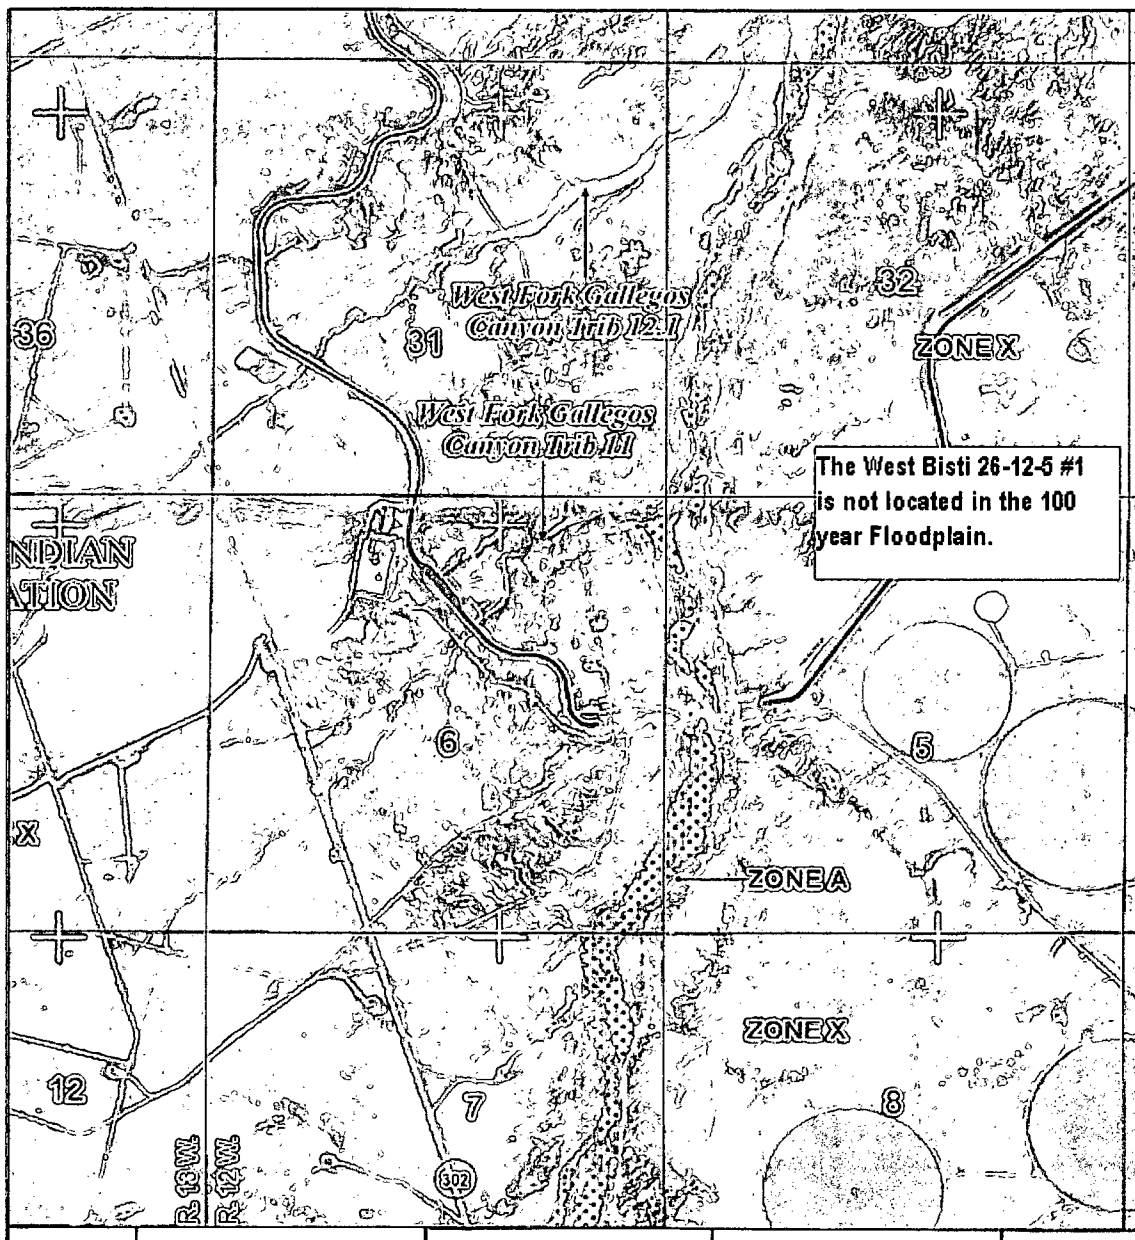 West Fork Gallegos
Canyon Trib 12.1
32
36
31
ZONE X
West Fork Gallegos
Canyon Trib 11
The West Bisti 26-12-5 #1
is not located in the 100
year Floodplain.
NDIAN
ATION
6
5
X
ZONE A
ZONE X
12
7
8
R. 13 W.
R. 12 W.
302